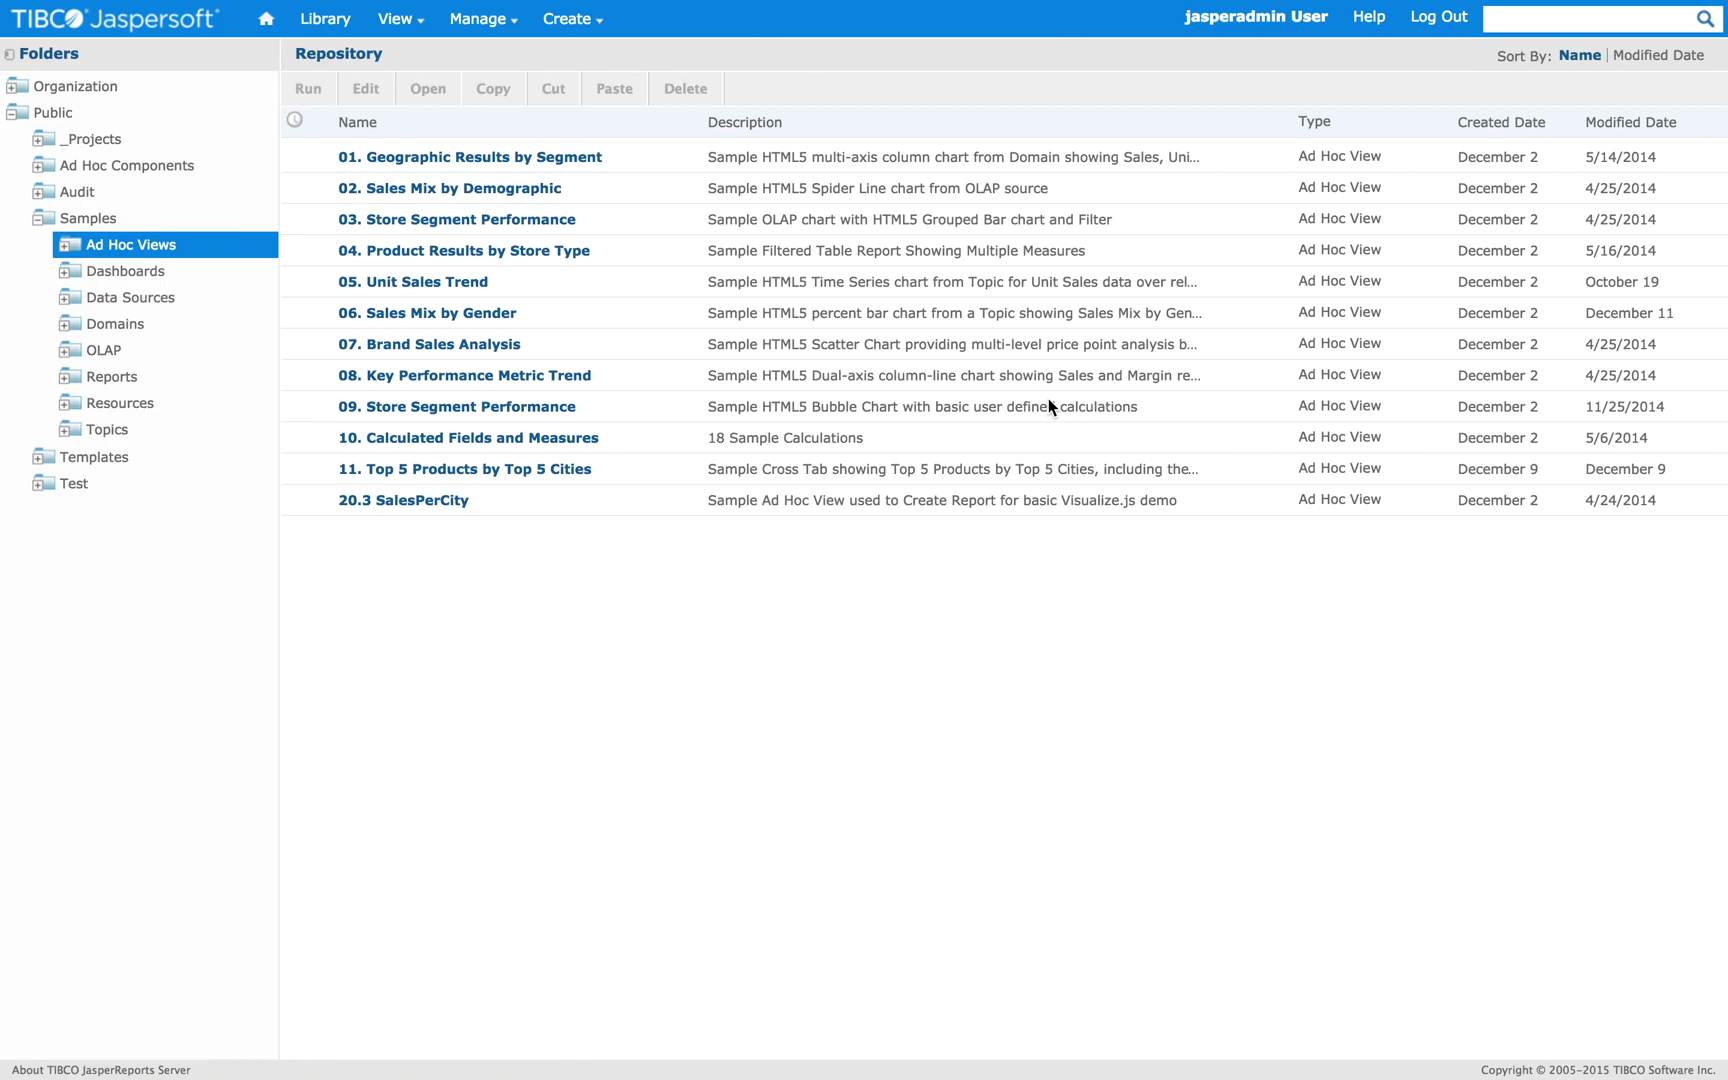 TIBCO Jaspersoft Library View Manage Create jasperadmin User Help Log Out
Folders
Organization
Public
_Projects
Ad Hoc Components
Audit
Samples
Ad Hoc Views
Dashboards
Data Sources
Domains
OLAP
Reports
Resources
Topics
Templates
Test
Repository Sort By: Name | Modified Date
Run Edit Open Copy Cut Paste Delete
Name Description Type Created Date Modified Date
01. Geographic Results by Segment Sample HTML5 multi-axis column chart from Domain showing Sales, Uni... Ad Hoc View December 2 5/14/2014
02. Sales Mix by Demographic Sample HTML5 Spider Line chart from OLAP source Ad Hoc View December 2 4/25/2014
03. Store Segment Performance Sample OLAP chart with HTML5 Grouped Bar chart and Filter Ad Hoc View December 2 4/25/2014
04. Product Results by Store Type Sample Filtered Table Report Showing Multiple Measures Ad Hoc View December 2 5/16/2014
05. Unit Sales Trend Sample HTML5 Time Series chart from Topic for Unit Sales data over rel... Ad Hoc View December 2 October 19
06. Sales Mix by Gender Sample HTML5 percent bar chart from a Topic showing Sales Mix by Gen... Ad Hoc View December 2 December 11
07. Brand Sales Analysis Sample HTML5 Scatter Chart providing multi-level price point analysis b... Ad Hoc View December 2 4/25/2014
08. Key Performance Metric Trend Sample HTML5 Dual-axis column-line chart showing Sales and Margin re... Ad Hoc View December 2 4/25/2014
09. Store Segment Performance Sample HTML5 Bubble Chart with basic user define calculations Ad Hoc View December 2 11/25/2014
10. Calculated Fields and Measures 18 Sample Calculations Ad Hoc View December 2 5/6/2014
11. Top 5 Products by Top 5 Cities Sample Cross Tab showing Top 5 Products by Top 5 Cities, including the... Ad Hoc View December 9 December 9
20.3 SalesPerCity Sample Ad Hoc View used to Create Report for basic Visualize.js demo Ad Hoc View December 2 4/24/2014
About TIBCO JasperReports Server Copyright © 2005-2015 TIBCO Software Inc.